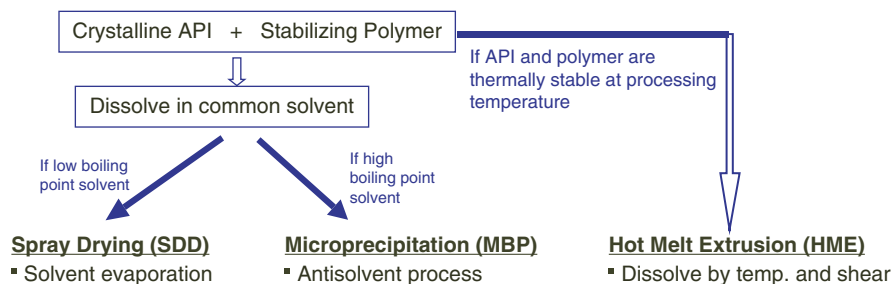 Crystalline API + Stabilizing Polymer
If API and polymer are
thermally stable at processing
temperature
Dissolve in common solvent
If low boiling
point solvent
If high
boiling point
solvent
Spray Drying (SDD)
▪ Solvent evaporation
Microprecipitation (MBP)
▪ Antisolvent process
Hot Melt Extrusion (HME)
▪ Dissolve by temp. and shear